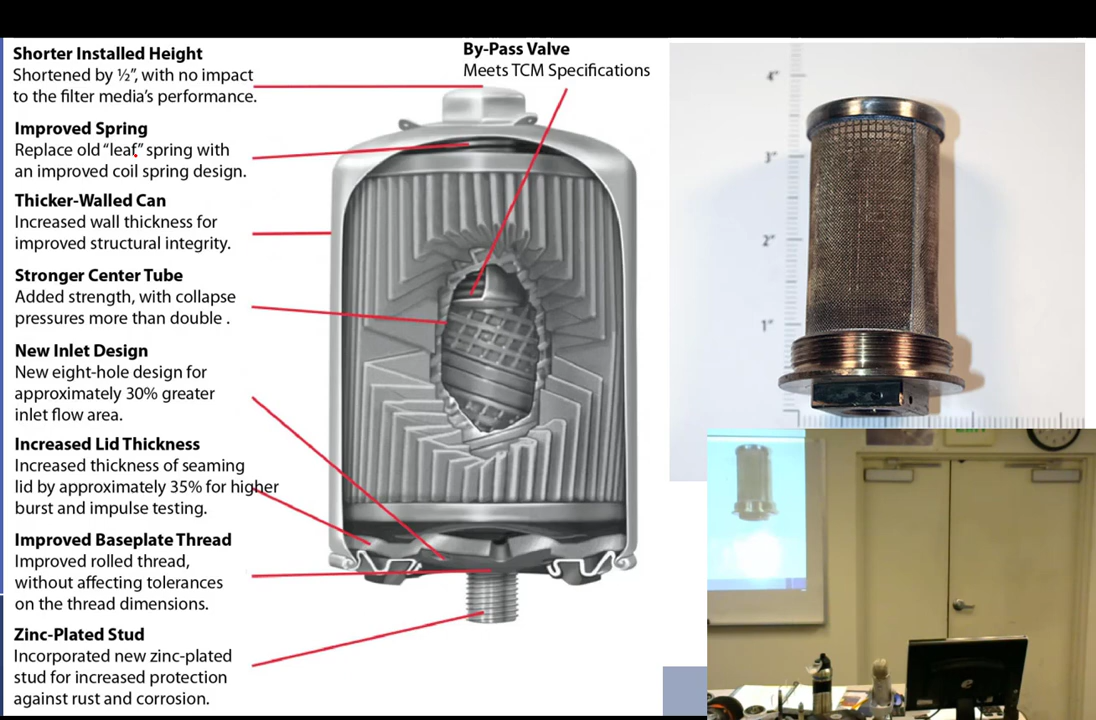 Shorter Installed Height
Shortened by ½”, with no impact
to the filter media’s performance.
Improved Spring
Replace old “leaf” spring with
an improved coil spring design.
Thicker-Walled Can
Increased wall thickness for
improved structural integrity.
Stronger Center Tube
Added strength, with collapse
pressures more than double .
New Inlet Design
New eight-hole design for
approximately 30% greater
inlet flow area.
Increased Lid Thickness
Increased thickness of seaming
lid by approximately 35% for higher
burst and impulse testing.
Improved Baseplate Thread
Improved rolled thread,
without affecting tolerances
on the thread dimensions.
Zinc-Plated Stud
Incorporated new zinc-plated
stud for increased protection
against rust and corrosion.
By-Pass Valve
Meets TCM Specifications
4"
3"
2"
1"